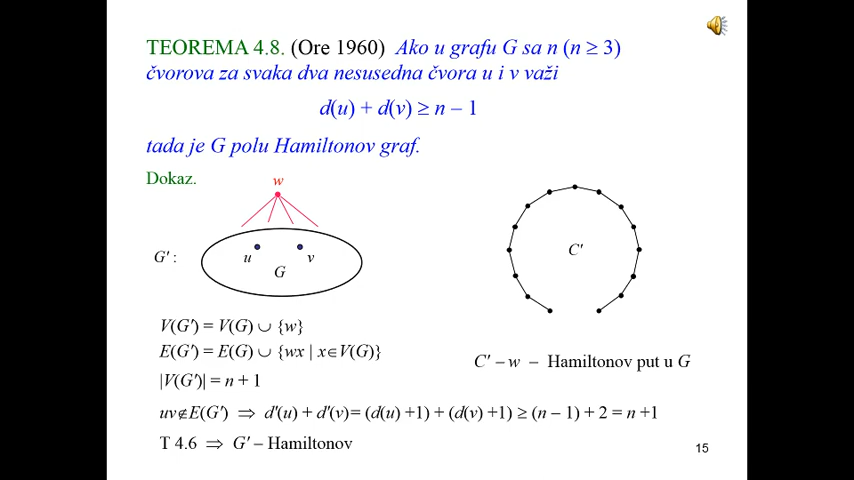 TEOREMA 4.8. (Ore 1960) Ako u grafu G sa n (n ≥ 3)
čvorova za svaka dva nesusedna čvora u i v važi
d(u) + d(v) ≥ n – 1
tada je G polu Hamiltonov graf.
Dokaz.
w
G′ :
u
v
G
C′
V(G′) = V(G) ∪ {w}
E(G′) = E(G) ∪ {wx | x∈V(G)}
|V(G′)| = n + 1
uv∉E(G′) ⇒ d′(u) + d′(v)= (d(u) +1) + (d(v) +1) ≥ (n – 1) + 2 = n +1
T 4.6 ⇒ G′ – Hamiltonov
C′ – w – Hamiltonov put u G
15